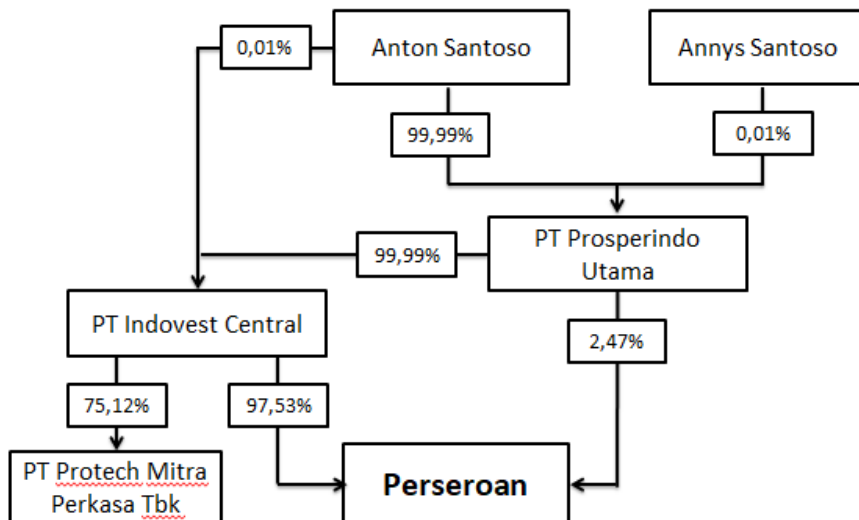 0,01%
Anton Santoso
Annys Santoso
99,99%
0,01%
PT Prosperindo
Utama
99,99%
PT Indovest Central
2,47%
75,12%
97,53%
PT Protech Mitra
Perkasa Tbk
Perseroan